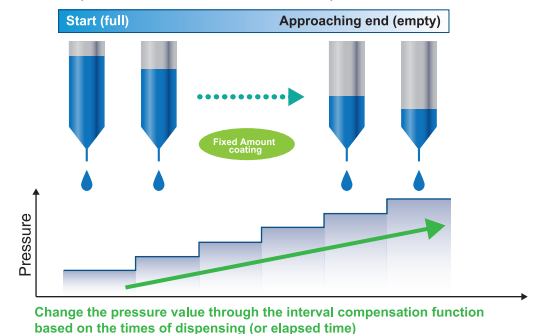 Start (full)
Approaching end (empty)
Fixed Amount
coating
Pressure
Change the pressure value through the interval compensation function
based on the times of dispensing (or elapsed time)